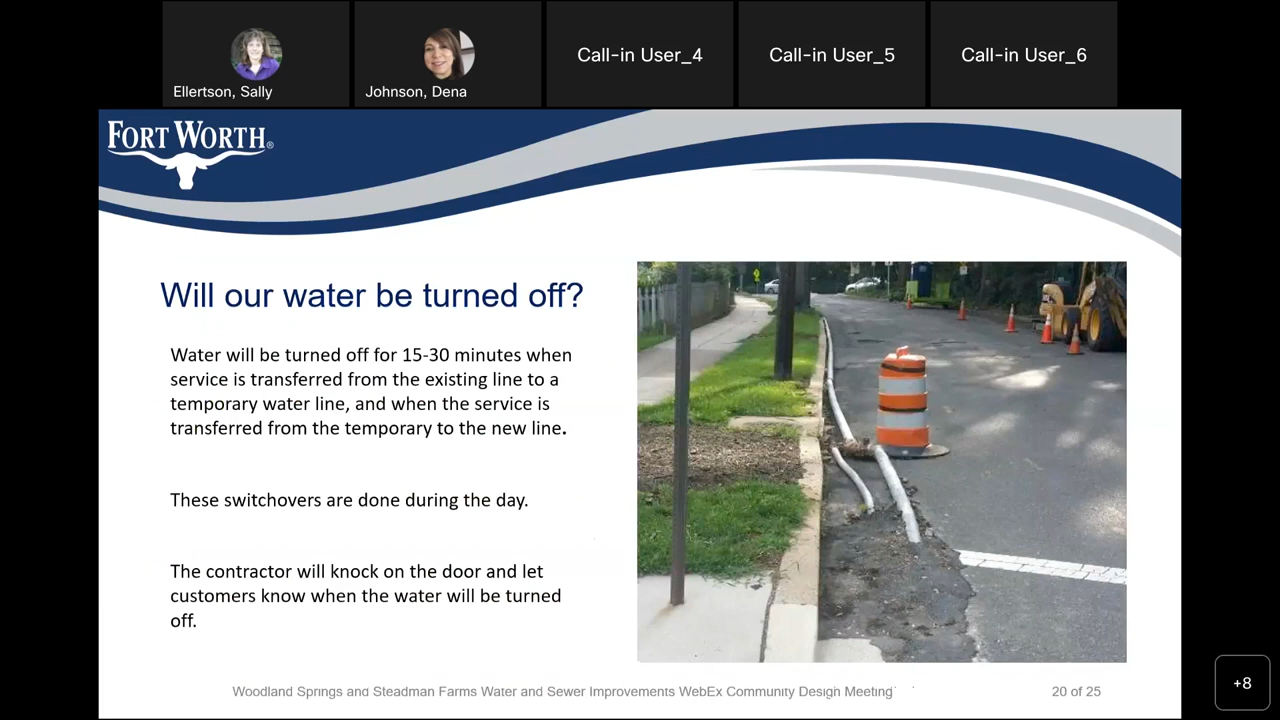 Ellertson, Sally
Johnson, Dena
Call-in User_4
Call-in User_5
Call-in User_6
FORT WORTH®
Will our water be turned off?
Water will be turned off for 15-30 minutes when
service is transferred from the existing line to a
temporary water line, and when the service is
transferred from the temporary to the new line.
These switchovers are done during the day.
The contractor will knock on the door and let
customers know when the water will be turned
off.
Woodland Springs and Steadman Farms Water and Sewer Improvements WebEx Community Design Meeting
20 of 25
+8